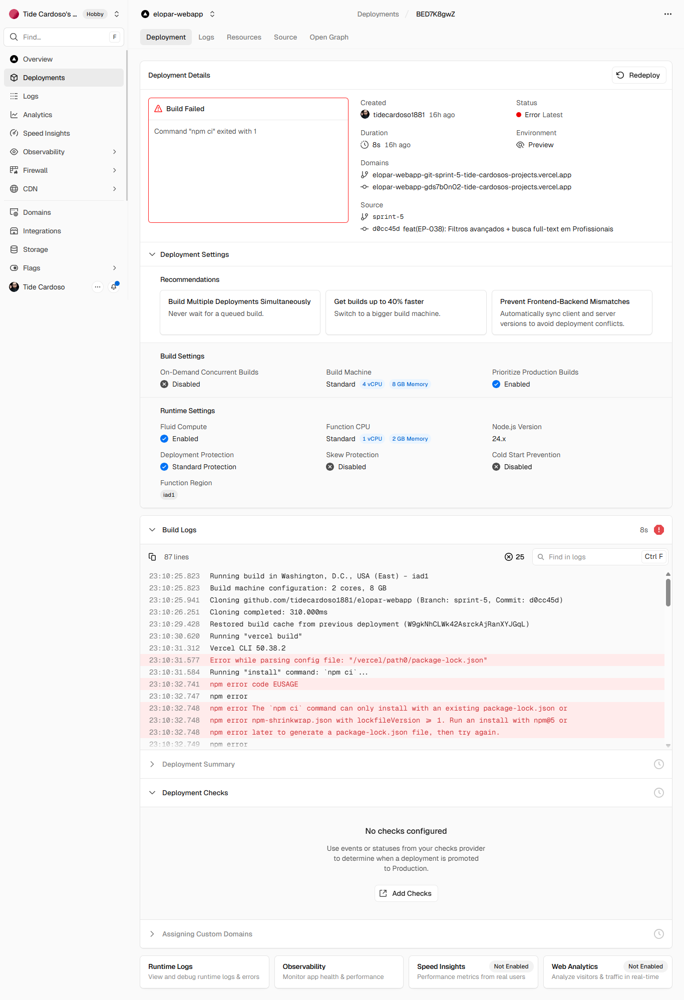 Tide Cardoso's ... Hobby
elopar-webapp
Deployments / BED7K8gwZ
Find... F
Deployment Logs Resources Source Open Graph
Overview
Deployments
Logs
Analytics
Speed Insights
Observability
Firewall
CDN
Domains
Integrations
Storage
Flags
Tide Cardoso
Deployment Details
Redeploy
Build Failed
Command "npm ci" exited with 1
Created
tidecardoso1881 16h ago
Status
Error Latest
Duration
8s 16h ago
Environment
Preview
Domains
elopar-webapp-git-sprint-5-tide-cardosos-projects.vercel.app
elopar-webapp-gds7b0n02-tide-cardosos-projects.vercel.app
Source
sprint-5
d0cc45d feat(EP-038): Filtros avançados + busca full-text em Profissionais
Deployment Settings
Recommendations
Build Multiple Deployments Simultaneously
Never wait for a queued build.
Get builds up to 40% faster
Switch to a bigger build machine.
Prevent Frontend-Backend Mismatches
Automatically sync client and server
versions to avoid deployment conflicts.
Build Settings
On-Demand Concurrent Builds
Disabled
Build Machine
Standard 4 vCPU 8 GB Memory
Prioritize Production Builds
Enabled
Runtime Settings
Fluid Compute
Enabled
Function CPU
Standard 1 vCPU 2 GB Memory
Node.js Version
24.x
Deployment Protection
Standard Protection
Skew Protection
Disabled
Cold Start Prevention
Disabled
Function Region
iad1
Build Logs
8s
87 lines
25
Find in logs Ctrl F
23:10:25.823 Running build in Washington, D.C., USA (East) – iad1
23:10:25.823 Build machine configuration: 2 cores, 8 GB
23:10:25.941 Cloning github.com/tidecardoso1881/elopar-webapp (Branch: sprint-5, Commit: d0cc45d)
23:10:26.251 Cloning completed: 310.000ms
23:10:29.428 Restored build cache from previous deployment (W9gkNhCLWk42AsrckAjRanXYJGqL)
23:10:30.620 Running "vercel build"
23:10:31.312 Vercel CLI 50.38.2
23:10:31.577 Error while parsing config file: "/vercel/path0/package-lock.json"
23:10:31.584 Running "install" command: `npm ci`...
23:10:32.741 npm error code EUSAGE
23:10:32.747 npm error
23:10:32.748 npm error The `npm ci` command can only install with an existing package-lock.json or
23:10:32.748 npm error npm-shrinkwrap.json with lockfileVersion >= 1. Run an install with npm@5 or
23:10:32.748 npm error later to generate a package-lock.json file, then try again.
23:10:32.749 npm error
Deployment Summary
Deployment Checks
No checks configured
Use events or statuses from your checks provider
to determine when a deployment is promoted
to Production.
Add Checks
Assigning Custom Domains
Runtime Logs
View and debug runtime logs & errors
Observability
Monitor app health & performance
Speed Insights Not Enabled
Performance metrics from real users
Web Analytics Not Enabled
Analyze visitors & traffic in real-time